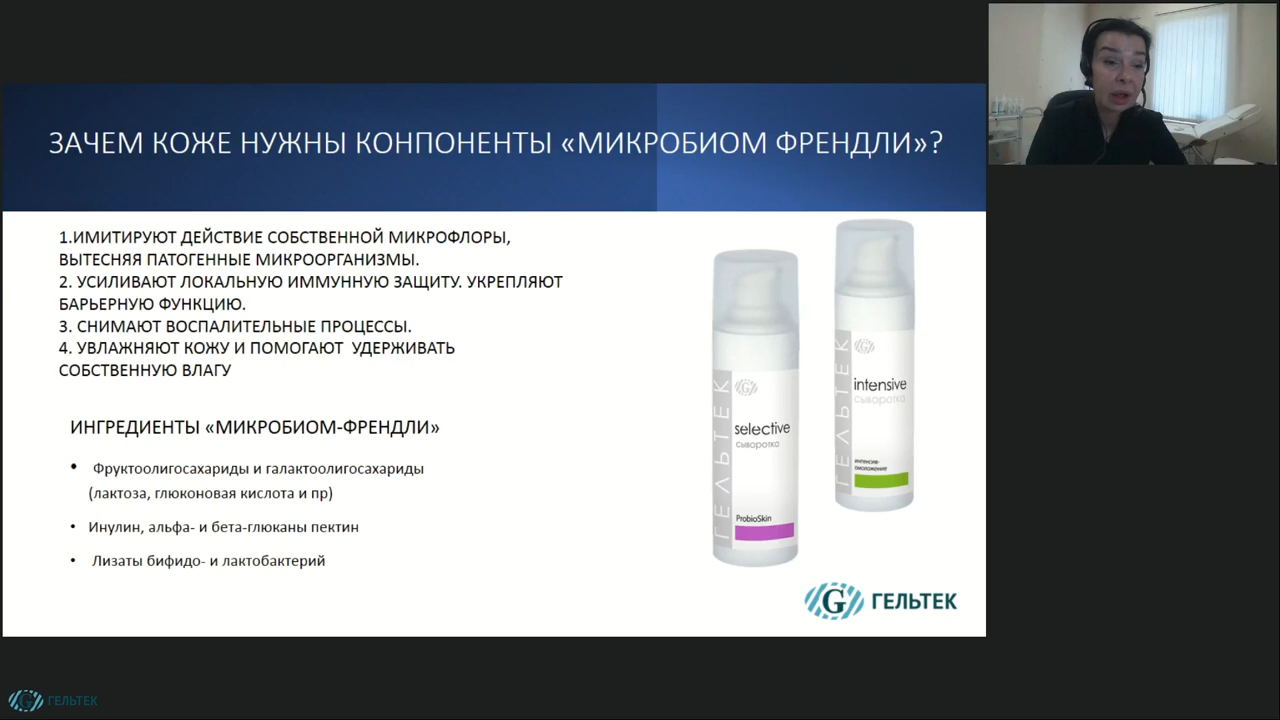 ЗАЧЕМ КОЖЕ НУЖНЫ КОНПОНЕНТЫ «МИКРОБИОМ ФРЕНДЛИ»?
1.ИМИТИРУЮТ ДЕЙСТВИЕ СОБСТВЕННОЙ МИКРОФЛОРЫ,
ВЫТЕСНЯЯ ПАТОГЕННЫЕ МИКРООРГАНИЗМЫ.
2. УСИЛИВАЮТ ЛОКАЛЬНУЮ ИММУННУЮ ЗАЩИТУ. УКРЕПЛЯЮТ
БАРЬЕРНУЮ ФУНКЦИЮ.
3. СНИМАЮТ ВОСПАЛИТЕЛЬНЫЕ ПРОЦЕССЫ.
4. УВЛАЖНЯЮТ КОЖУ И ПОМОГАЮТ УДЕРЖИВАТЬ
СОБСТВЕННУЮ ВЛАГУ
ИНГРЕДИЕНТЫ «МИКРОБИОМ-ФРЕНДЛИ»
• Фруктоолигосахариды и галактоолигосахариды
(лактоза, глюконовая кислота и пр)
• Инулин, альфа- и бета-глюканы пектин
• Лизаты бифидо- и лактобактерий
ГЕЛЬТЕК
selective
сыворотка
ProbioSkin
ГЕЛЬТЕК
intensive
сыворотка
интенсив-
омоложение
G ГЕЛЬТЕК
G ГЕЛЬТЕК